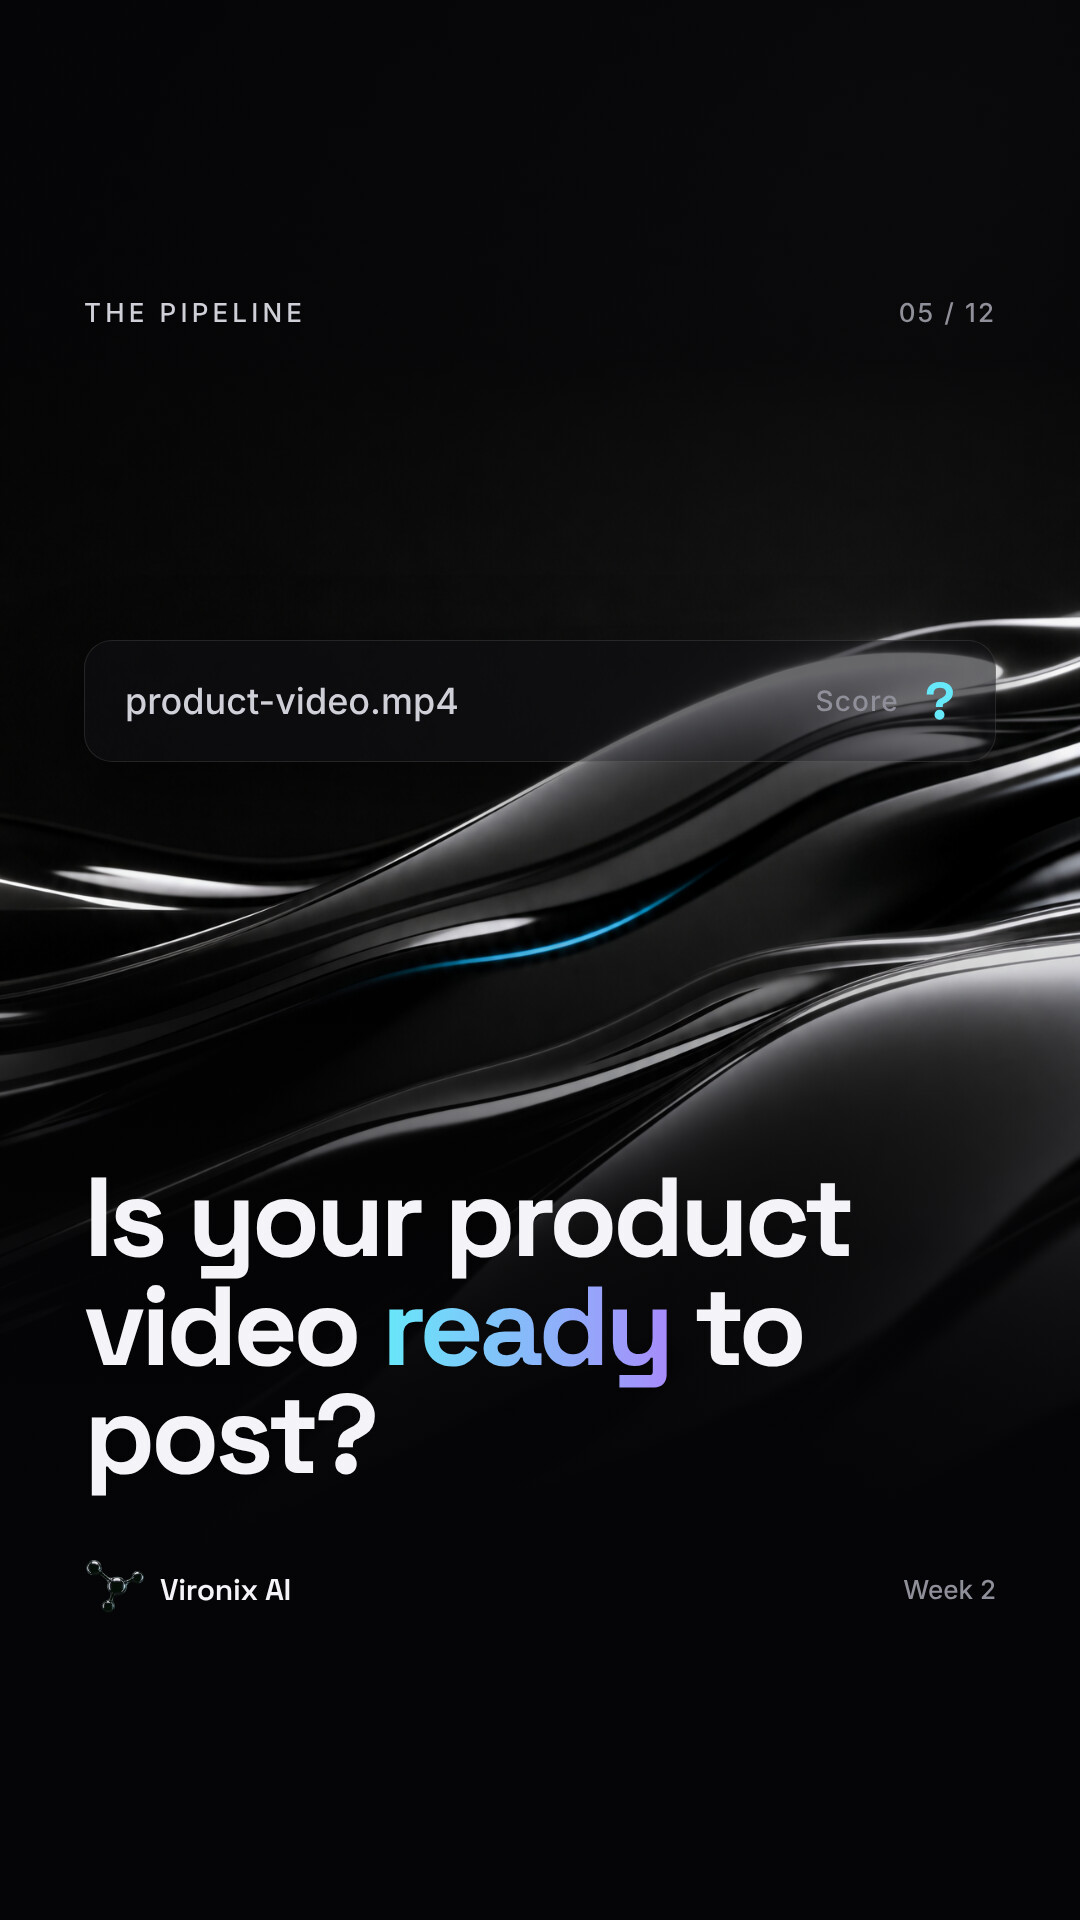 THE PIPELINE
05 / 12
product-video.mp4
Score ?
Is your product
video ready to
post?
Vironix AI
Week 2